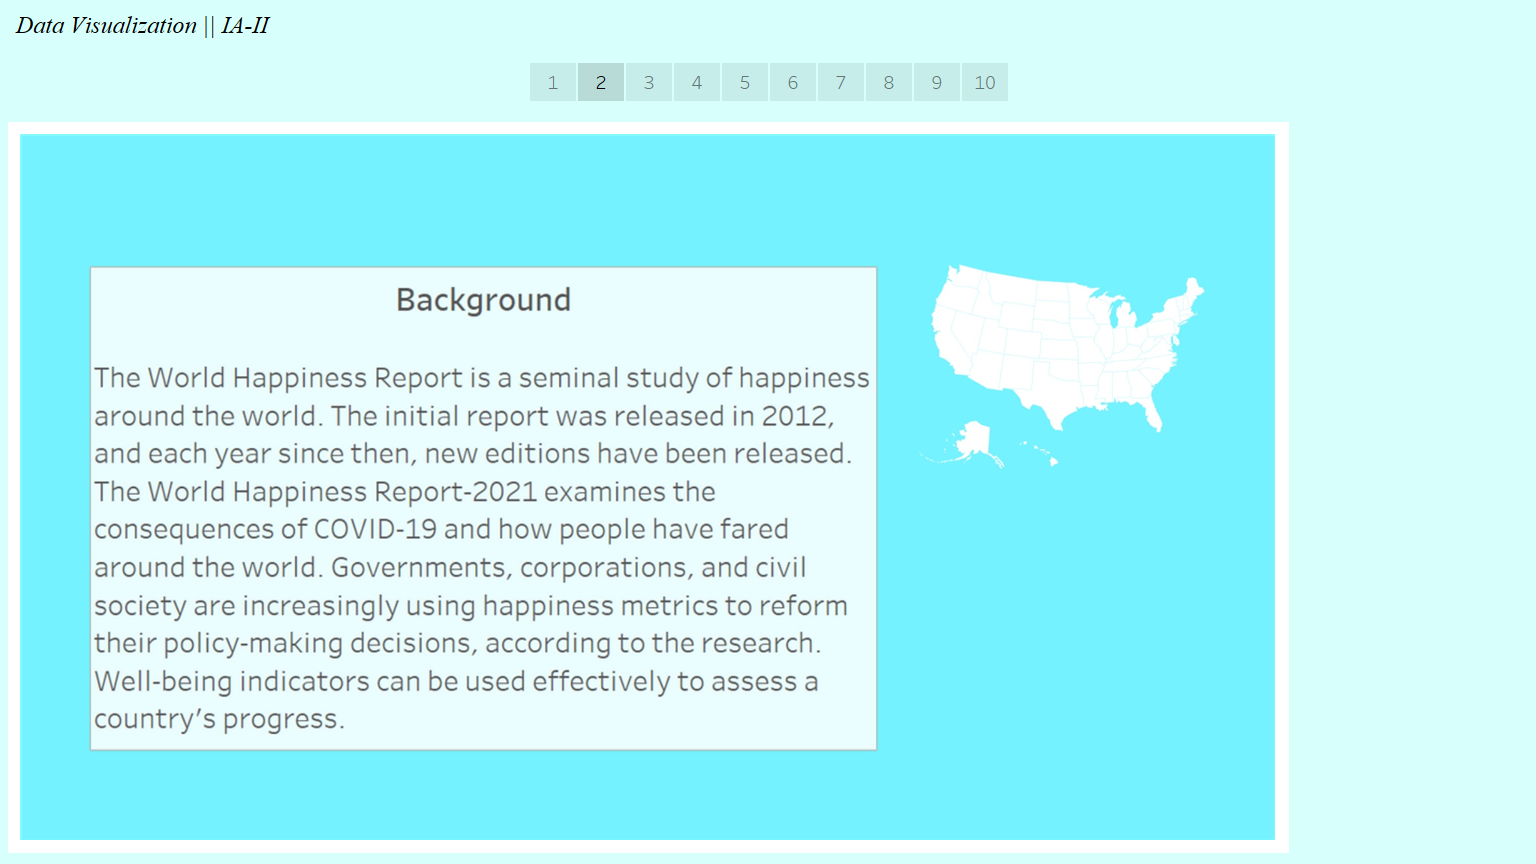 Data Visualization || IA-II
1 2 3 4 5 6 7 8 9 10
Background
The World Happiness Report is a seminal study of happiness
around the world. The initial report was released in 2012,
and each year since then, new editions have been released.
The World Happiness Report-2021 examines the
consequences of COVID-19 and how people have fared
around the world. Governments, corporations, and civil
society are increasingly using happiness metrics to reform
their policy-making decisions, according to the research.
Well-being indicators can be used effectively to assess a
country’s progress.